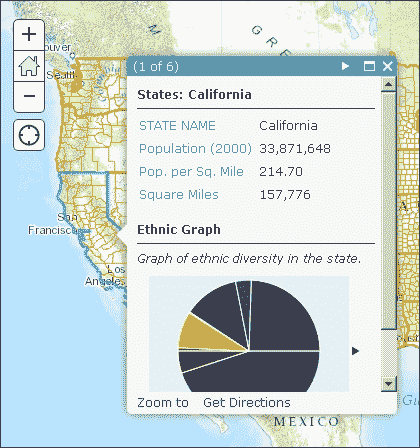 (1 of 6)
States: California
STATE NAME California
Population (2000) 33,871,648
Pop. per Sq. Mile 214.70
Square Miles 157,776
Ethnic Graph
Graph of ethnic diversity in the state.
Zoom to Get Directions
Seattle
San
Francisco
Los
Angeles
MEXICO